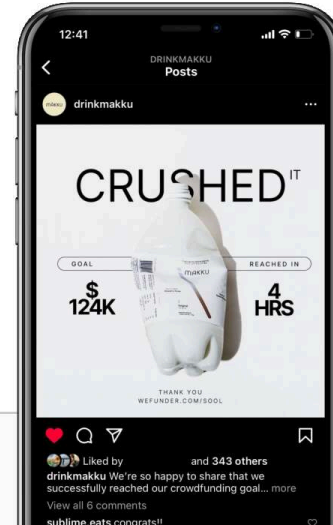 12:41
DRINKMAKKU
Posts
drinkmakku
CRUSHED IT
GOAL
REACHED IN
makku
$
124K
4
HRS
THANK YOU
WEFUNDER.COM/SOOL
Liked by and 343 others
drinkmakku We're so happy to share that we
successfully reached our crowdfunding goal... more
View all 6 comments
sublime.eats congrats!!